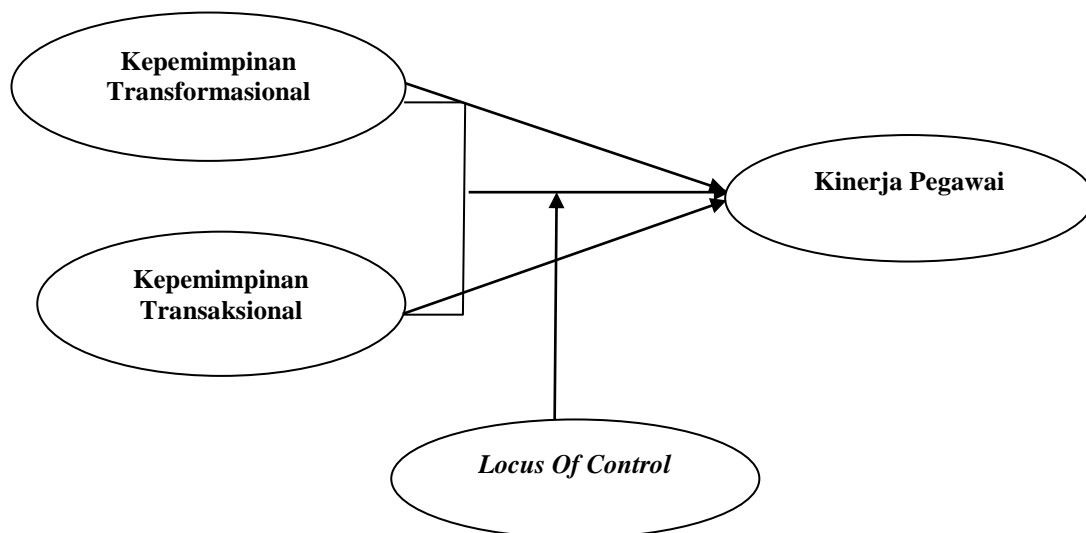 Kepemimpinan
Transformasional
Kinerja Pegawai
Kepemimpinan
Transaksional
Locus Of Control